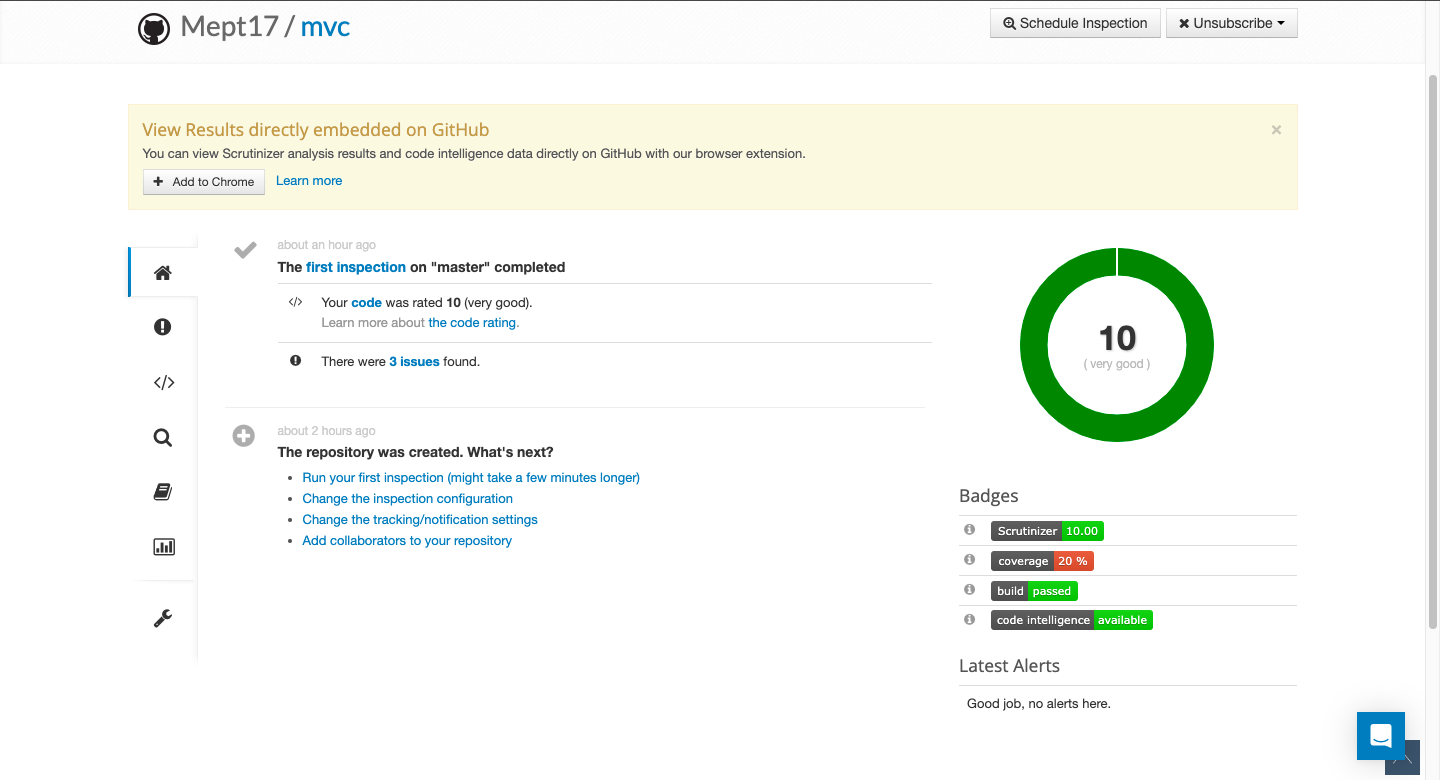 Mept17 / mvc
Schedule Inspection
Unsubscribe
View Results directly embedded on GitHub
×
You can view Scrutinizer analysis results and code intelligence data directly on GitHub with our browser extension.
Add to Chrome
Learn more
about an hour ago
The first inspection on "master" completed
Your code was rated 10 (very good).
Learn more about the code rating.
There were 3 issues found.
about 2 hours ago
The repository was created. What's next?
• Run your first inspection (might take a few minutes longer)
• Change the inspection configuration
• Change the tracking/notification settings
• Add collaborators to your repository
10
( very good )
Badges
Scrutinizer 10.00
coverage 20 %
build passed
code intelligence available
Latest Alerts
Good job, no alerts here.